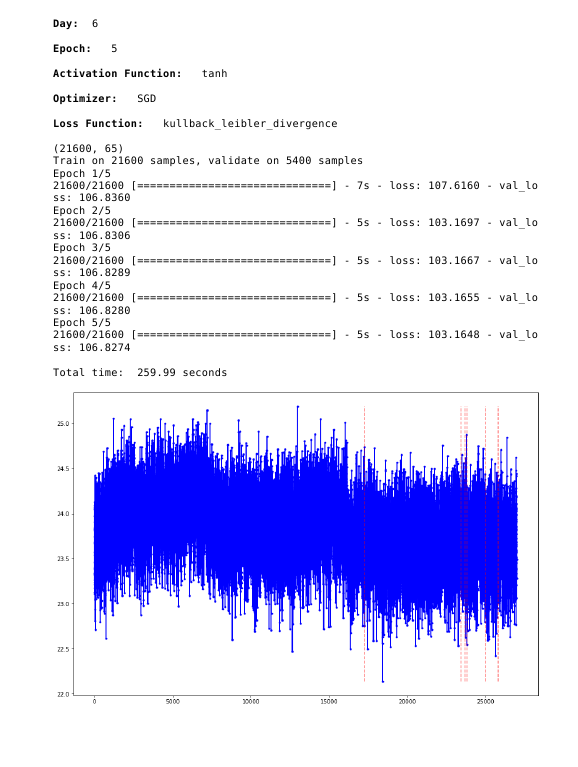 Day: 6
Epoch: 5
Activation Function: tanh
Optimizer: SGD
Loss Function: kullback_leibler_divergence
(21600, 65)
Train on 21600 samples, validate on 5400 samples
Epoch 1/5
21600/21600 [==============================] - 7s - loss: 107.6160 - val_lo
ss: 106.8360
Epoch 2/5
21600/21600 [==============================] - 5s - loss: 103.1697 - val_lo
ss: 106.8306
Epoch 3/5
21600/21600 [==============================] - 5s - loss: 103.1667 - val_lo
ss: 106.8289
Epoch 4/5
21600/21600 [==============================] - 5s - loss: 103.1655 - val_lo
ss: 106.8280
Epoch 5/5
21600/21600 [==============================] - 5s - loss: 103.1648 - val_lo
ss: 106.8274
Total time: 259.99 seconds
25.0
24.5
24.0
23.5
23.0
22.5
22.0
0 5000 10000 15000 20000 25000